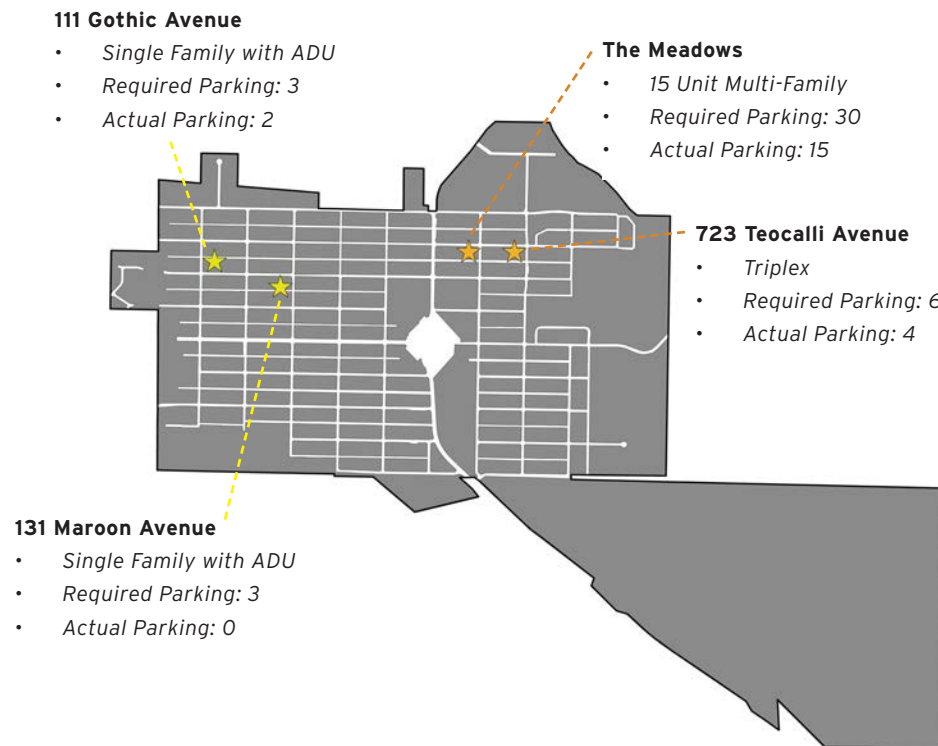 111 Gothic Avenue
• Single Family with ADU
• Required Parking: 3
• Actual Parking: 2
The Meadows
• 15 Unit Multi-Family
• Required Parking: 30
• Actual Parking: 15
723 Teocalli Avenue
• Triplex
• Required Parking: 6
• Actual Parking: 4
131 Maroon Avenue
• Single Family with ADU
• Required Parking: 3
• Actual Parking: 0